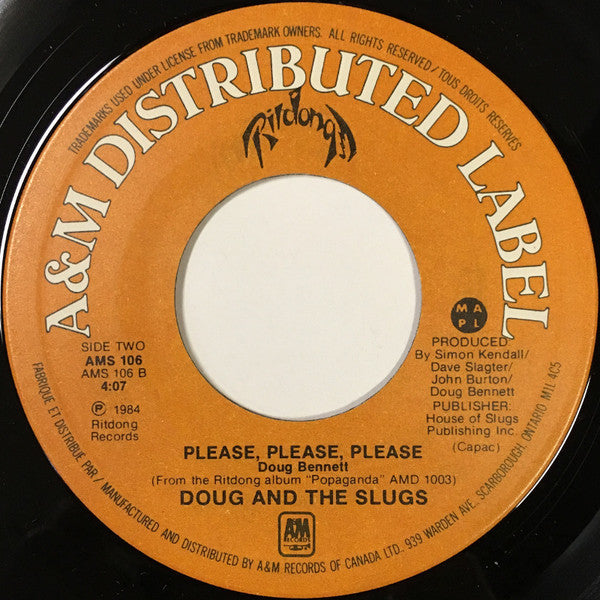 TRADEMARKS USED UNDER LICENSE FROM TRADEMARK OWNERS. ALL RIGHTS RESERVED/TOUS DROITS RESERVES
A&M DISTRIBUTED LABEL
Ritdong
SIDE TWO
AMS 106
AMS 106 B
4:07
Ⓟ 1984
Ritdong
Records
M A
P L
PRODUCED
By Simon Kendall/
Dave Slagter/
John Burton/
Doug Bennett
PUBLISHER:
House of Slugs
Publishing Inc.
(Capac)
PLEASE, PLEASE, PLEASE
Doug Bennett
(From the Ritdong album "Popaganda" AMD 1003)
DOUG AND THE SLUGS
A&M
RECORDS
FABRIQUE ET DISTRIBUE PAR / MANUFACTURED AND DISTRIBUTED BY A&M RECORDS OF CANADA LTD., 939 WARDEN AVE., SCARBOROUGH, ONTARIO M1L 4C5